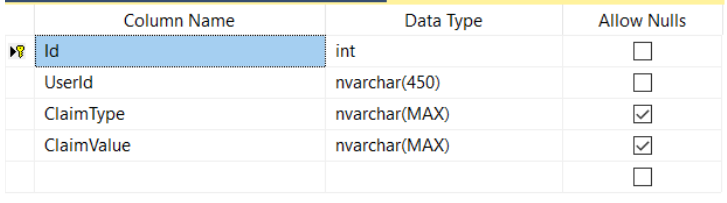 Column Name Data Type Allow Nulls
Id int
UserId nvarchar(450)
ClaimType nvarchar(MAX)
ClaimValue nvarchar(MAX)